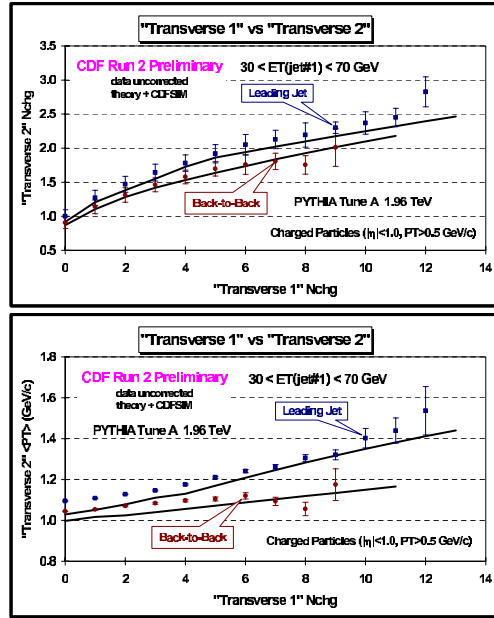 "Transverse 1" vs "Transverse 2"
3.5
3.0
2.5
2.0
1.5
1.0
0.5
"Transverse 2" Nchg
CDF Run 2 Preliminary
data uncorrected
theory + CDFSIM
30 < ET(jet#1) < 70 GeV
Leading Jet
Back-to-Back
PYTHIA Tune A 1.96 TeV
Charged Particles (|η|<1.0, PT>0.5 GeV/c)
0 2 4 6 8 10 12 14
"Transverse 1" Nchg
"Transverse 1" vs "Transverse 2"
1.8
1.6
1.4
1.2
1.0
0.8
"Transverse 2" <PT> (GeV/c)
CDF Run 2 Preliminary
data uncorrected
theory + CDFSIM
30 < ET(jet#1) < 70 GeV
PYTHIA Tune A 1.96 TeV
Leading Jet
Back-to-Back
Charged Particles (|η|<1.0, PT>0.5 GeV/c)
0 2 4 6 8 10 12 14
"Transverse 1" Nchg